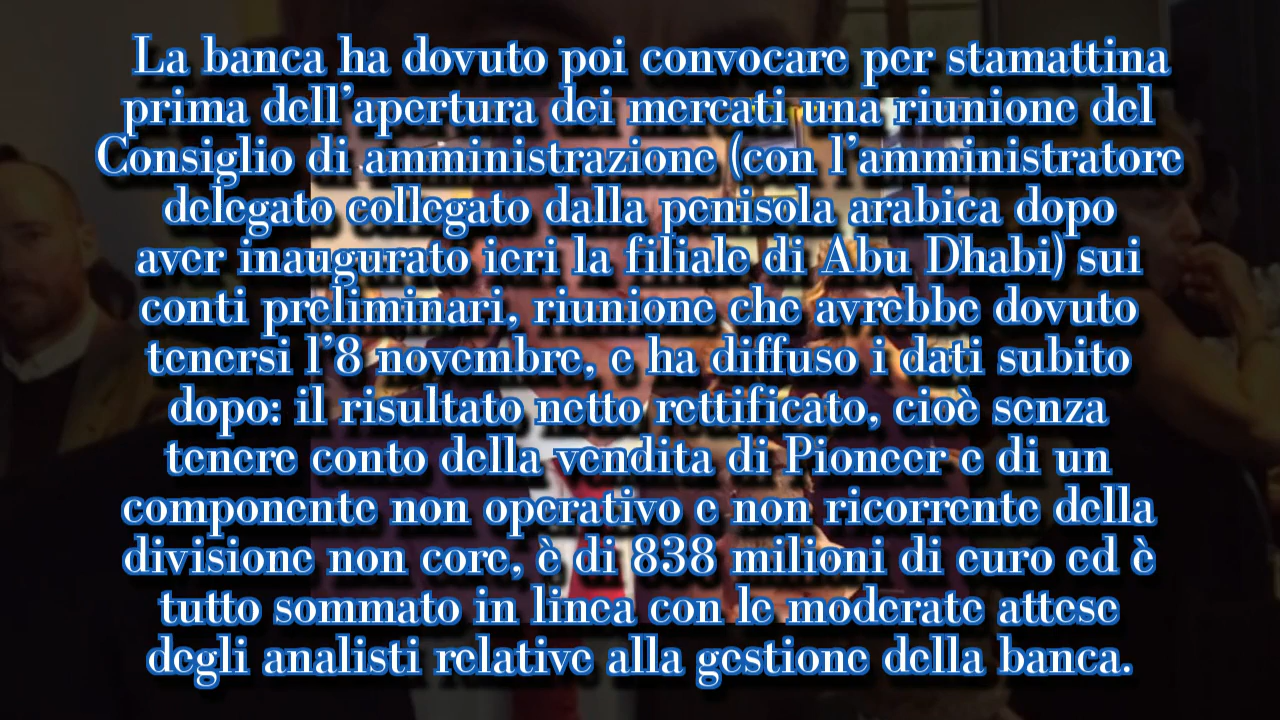 La banca ha dovuto poi convocare per stamattina
prima dell’apertura dei mercati una riunione del
Consiglio di amministrazione (con l’amministratore
delegato collegato dalla penisola arabica dopo
aver inaugurato ieri la filiale di Abu Dhabi) sui
conti preliminari, riunione che avrebbe dovuto
tenersi l’8 novembre, e ha diffuso i dati subito
dopo: il risultato netto rettificato, cioè senza
tenere conto della vendita di Pioneer e di un
componente non operativo e non ricorrente della
divisione non core, è di 838 milioni di euro ed è
tutto sommato in linea con le moderate attese
degli analisti relative alla gestione della banca.